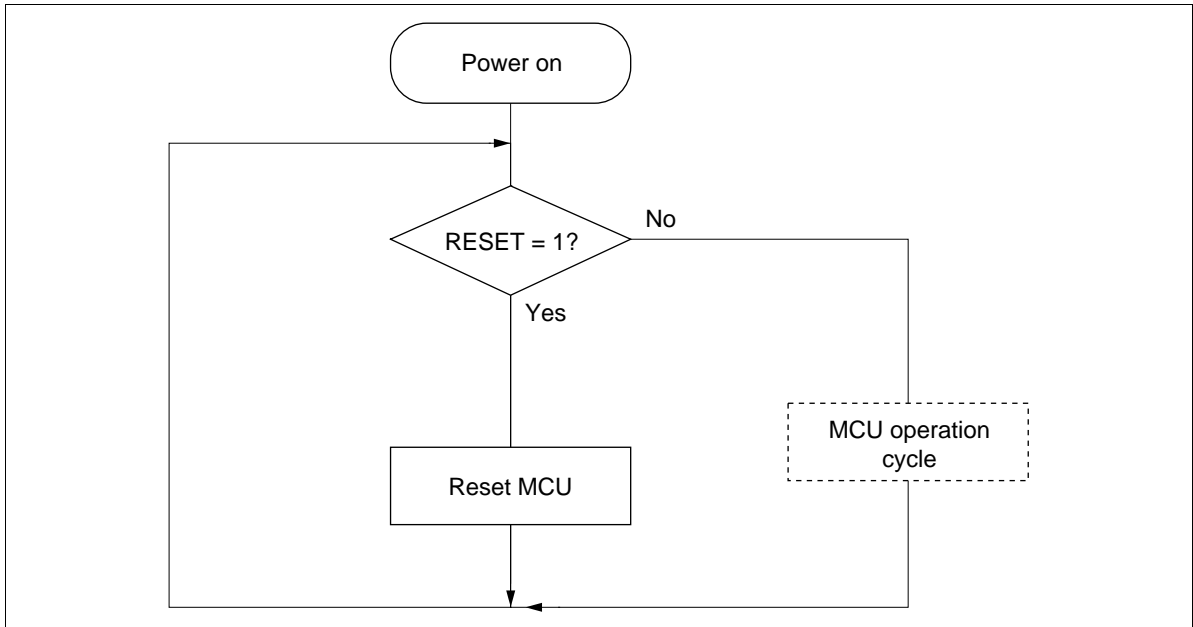 Power on
RESET = 1?
No
Yes
MCU operation
cycle
Reset MCU